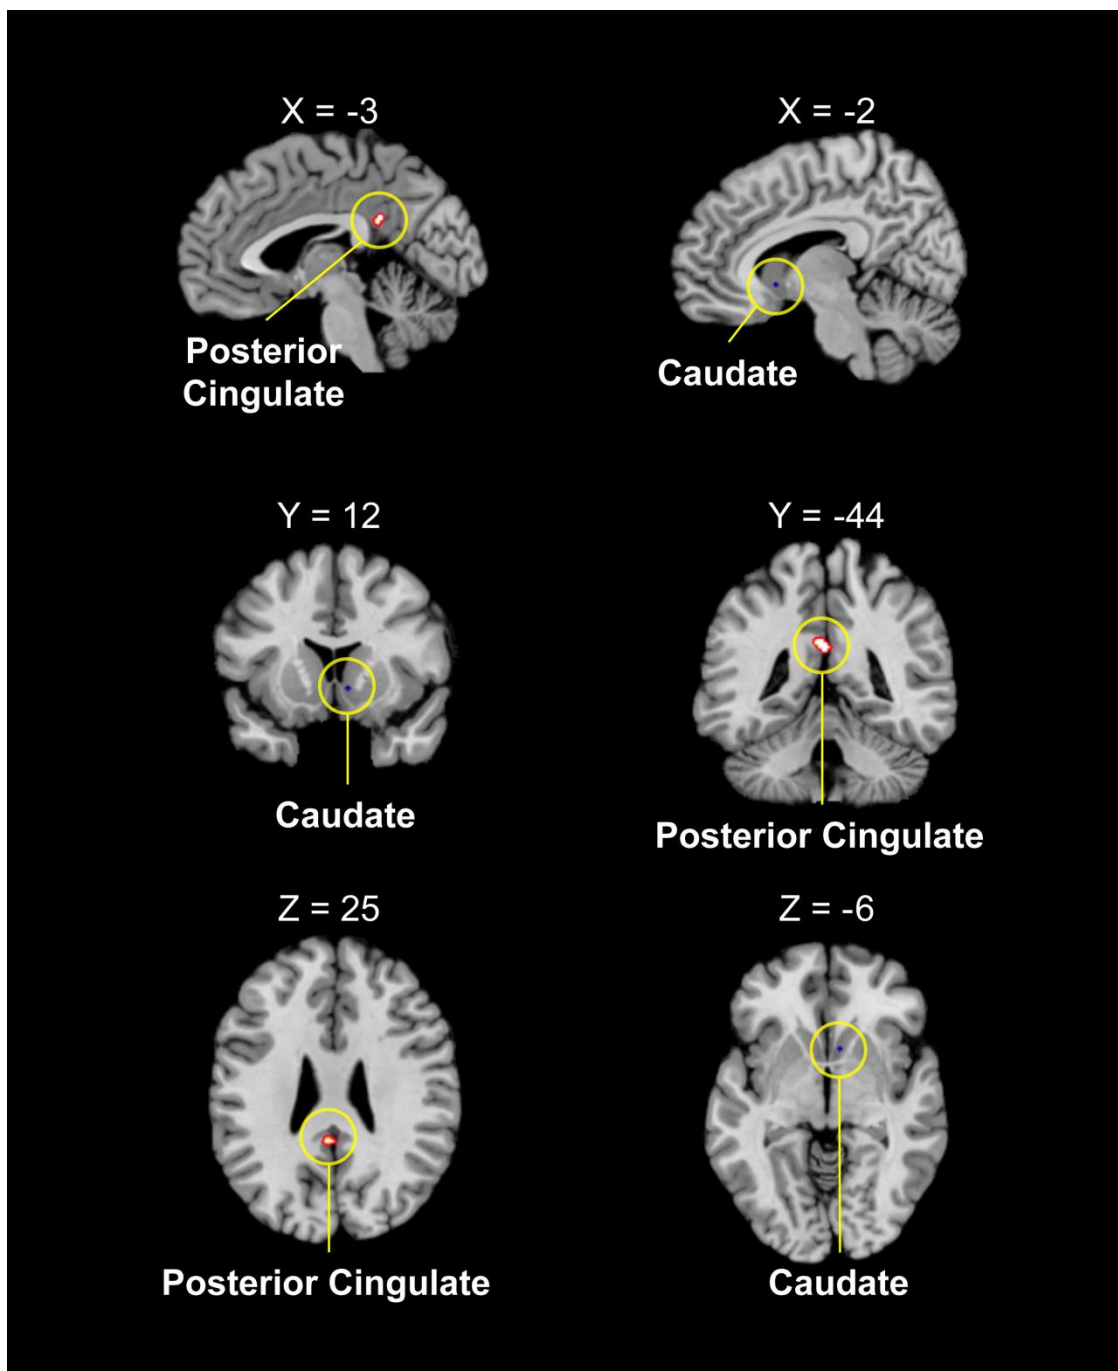 X = -3
X = -2
Posterior
Cingulate
Caudate
Y = 12
Y = -44
Caudate
Posterior Cingulate
Z = 25
Z = -6
Posterior Cingulate
Caudate